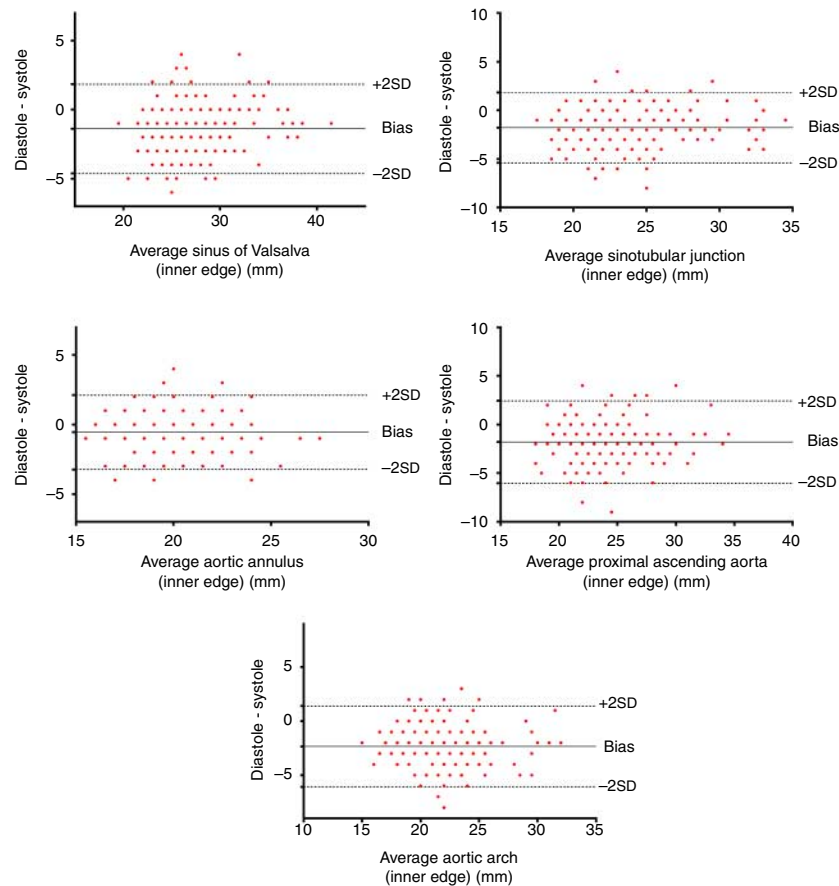 5
0
−5
Diastole - systole
+2SD
Bias
−2SD
20 30 40
Average sinus of Valsalva
(inner edge) (mm)
10
5
0
−5
−10
Diastole - systole
+2SD
Bias
−2SD
15 20 25 30 35
Average sinotubular junction
(inner edge) (mm)
5
0
−5
Diastole - systole
+2SD
Bias
−2SD
15 20 25 30
Average aortic annulus
(inner edge) (mm)
10
5
0
−5
−10
Diastole - systole
+2SD
Bias
−2SD
15 20 25 30 35 40
Average proximal ascending aorta
(inner edge) (mm)
5
0
−5
Diastole - systole
+2SD
Bias
−2SD
10 15 20 25 30 35
Average aortic arch
(inner edge) (mm)